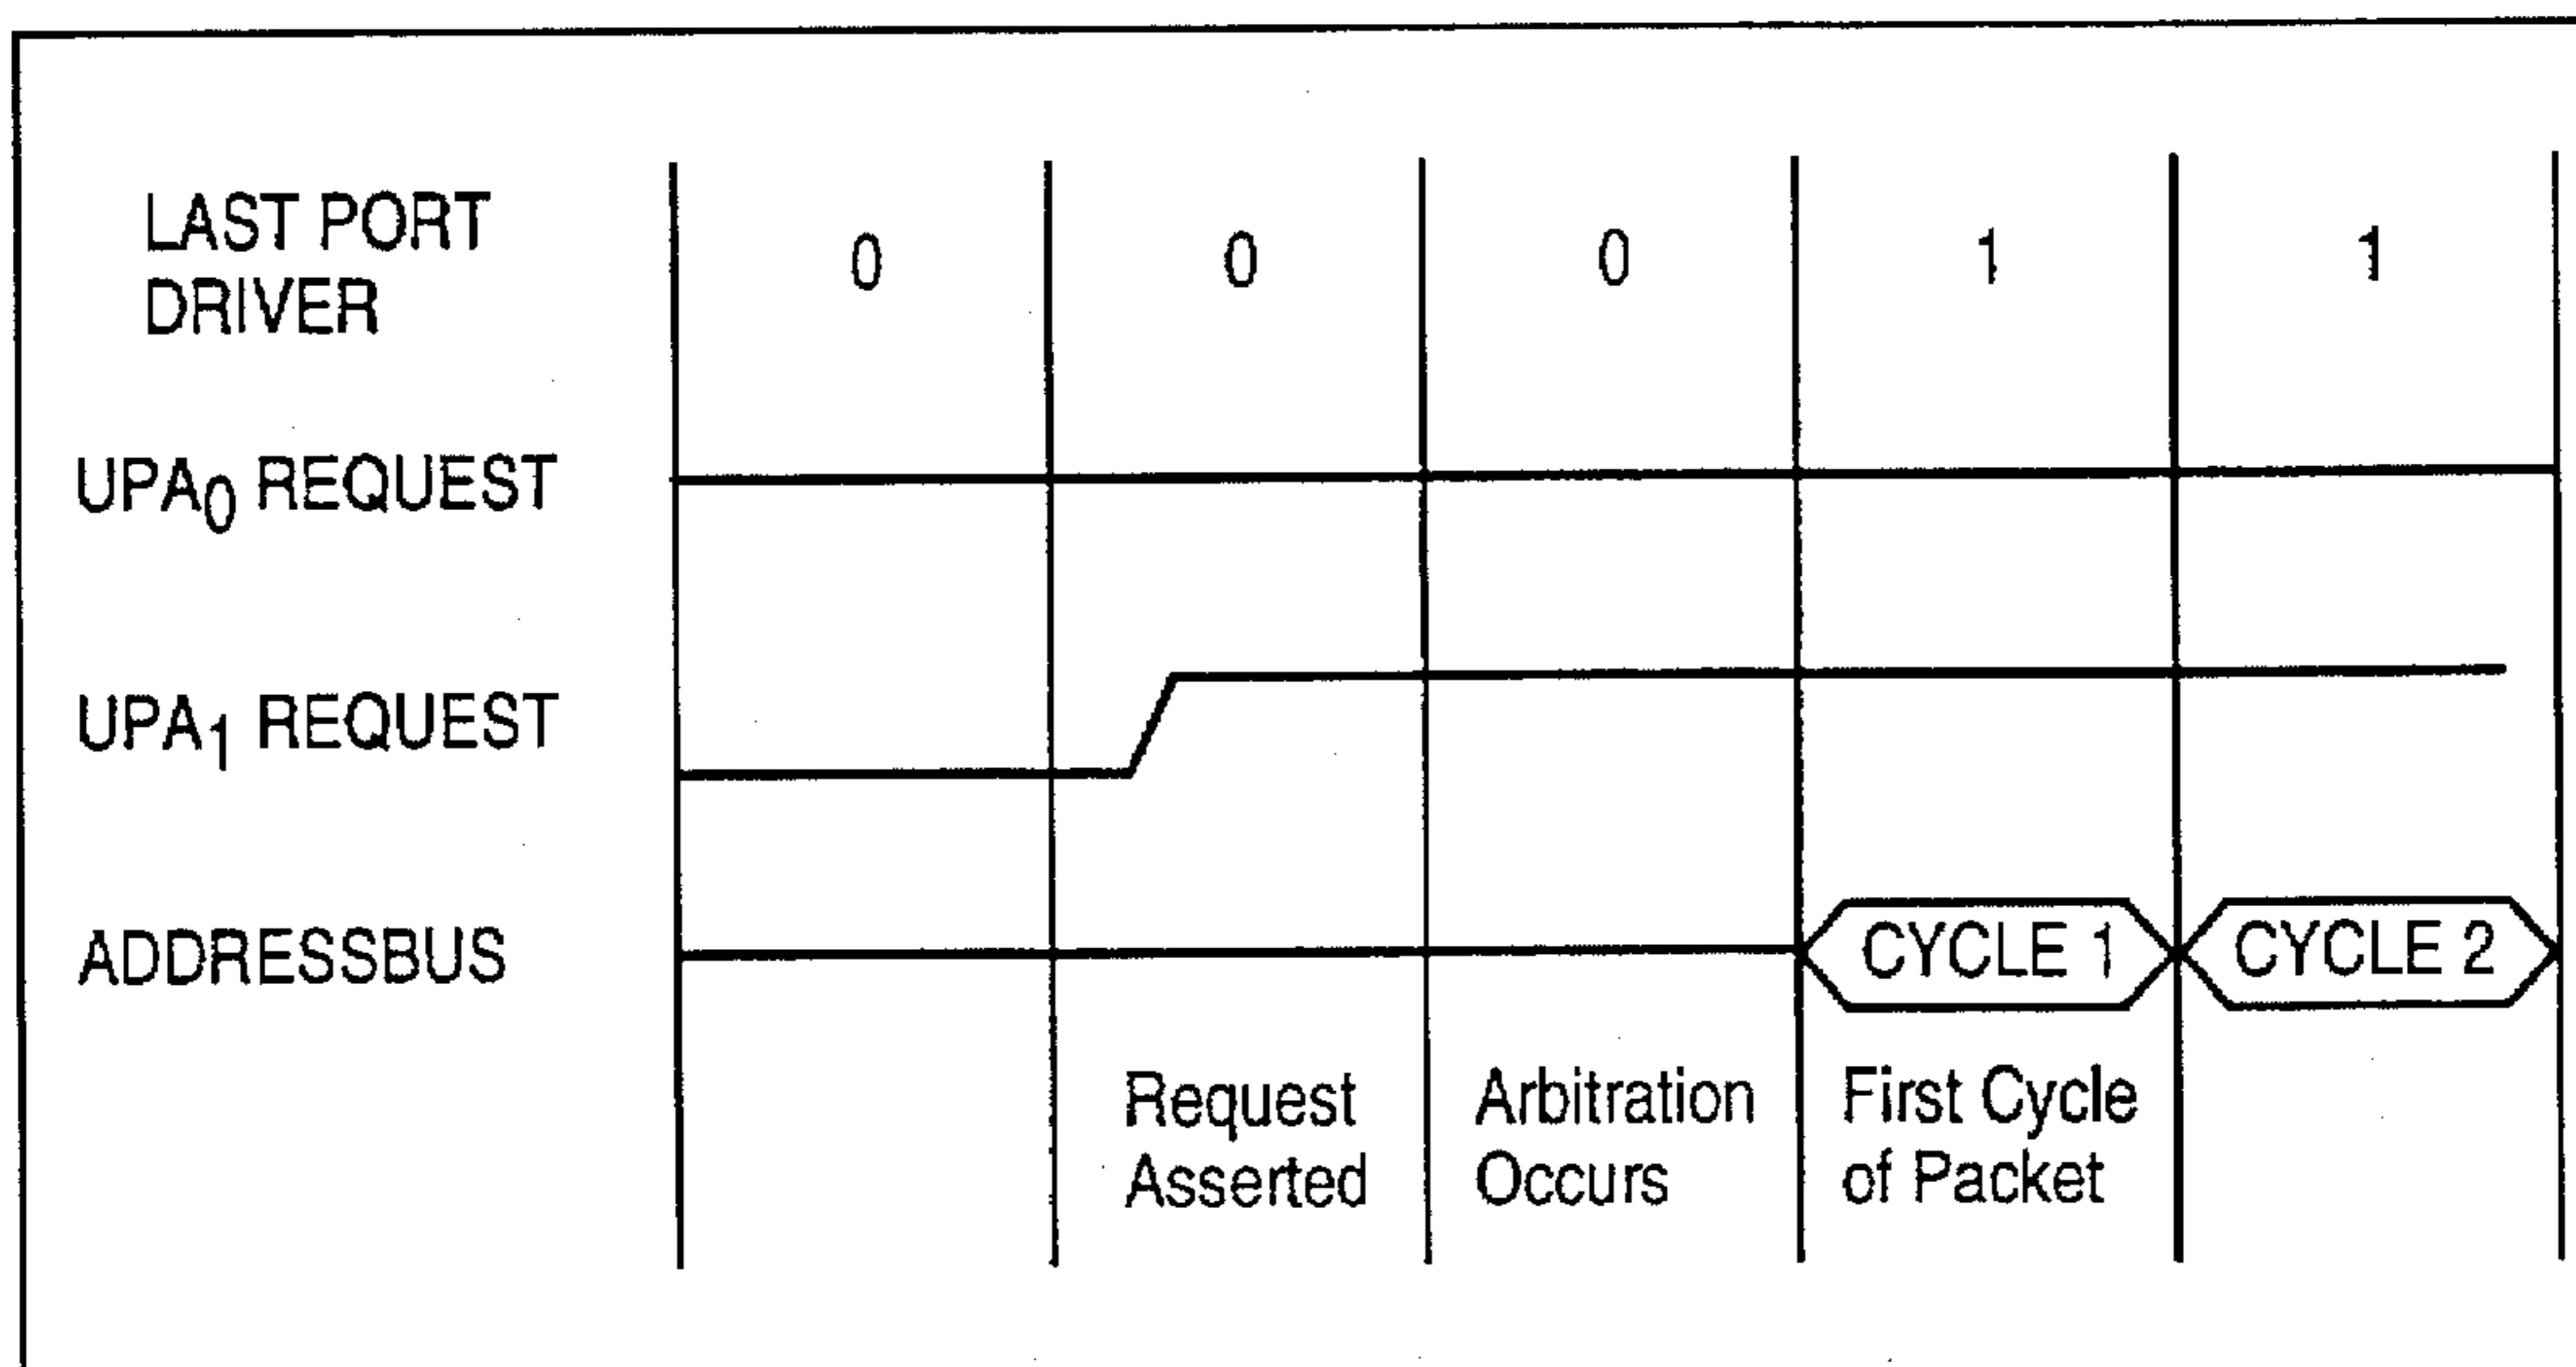 LAST PORT
DRIVER
0 0 0 1 1
UPA0 REQUEST
UPA1 REQUEST
ADDRESSBUS
CYCLE 1 CYCLE 2
Request
Asserted
Arbitration
Occurs
First Cycle
of Packet